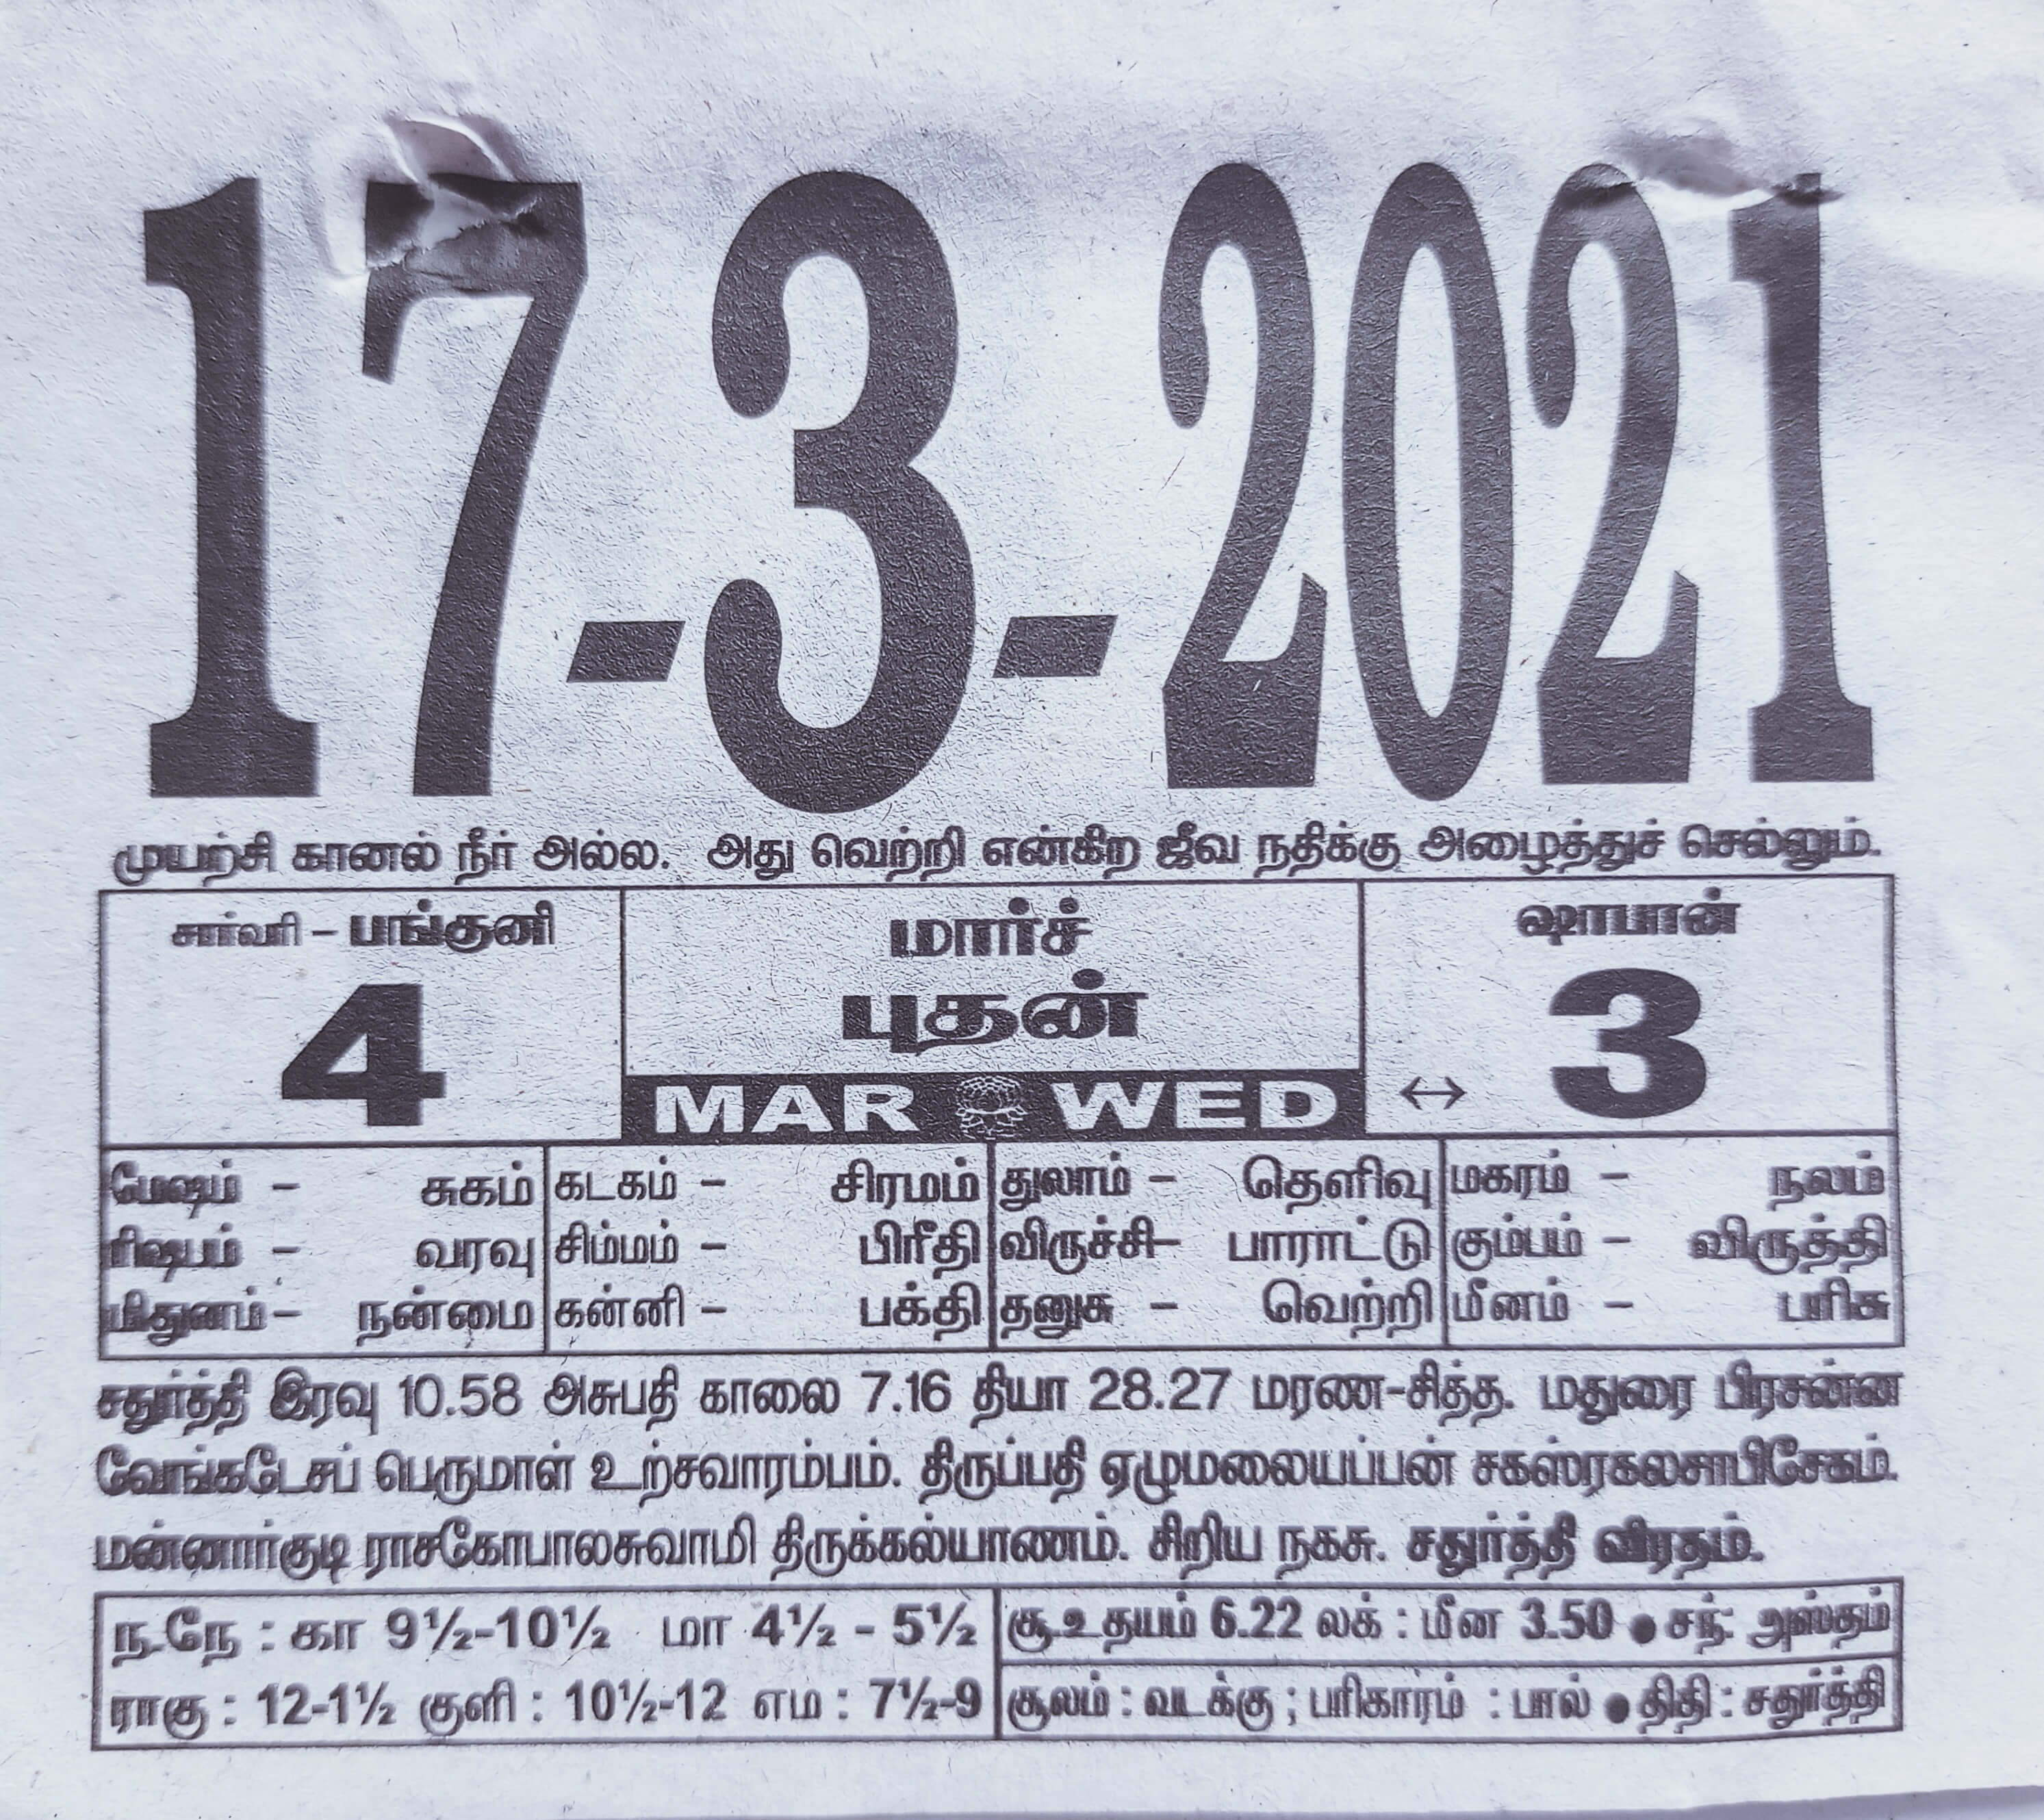 17-3-2021
முயற்சி கானல் நீர் அல்ல. அது வெற்றி என்கிற ஜீவ நதிக்கு அழைத்துச் செல்லும்.
சார்வரி - பங்குனி
4
மார்ச்
புதன்
MAR WED
ஷாபான்
↔ 3
மேஷம் - சுகம் கடகம் - சிரமம் துலாம் - தெளிவு மகரம் - நலம்
ரிஷபம் - வரவு சிம்மம் - பிரீதி விருச்சி- பாராட்டு கும்பம் - விருத்தி
மிதுனம் - நன்மை கன்னி - பக்தி தனுசு - வெற்றி மீனம் - பரிசு
சதுர்த்தி இரவு 10.58 அசுபதி காலை 7.16 தியா 28.27 மரண-சித்த. மதுரை பிரசன்ன
வேங்கடேசப் பெருமாள் உற்சவாரம்பம். திருப்பதி ஏழுமலையப்பன் சகஸ்ரகலசாபிசேகம்.
மன்னார்குடி ராசகோபாலசுவாமி திருக்கல்யாணம். சிறிய நகசு. சதுர்த்தி விரதம்.
ந.நே : கா 9½-10½ மா 4½ - 5½
ராகு : 12-1½ குளி : 10½-12 எம : 7½-9
சூ.உதயம் 6.22 லக் : மீன 3.50 ● சந்: அஸ்தம்
சூலம் : வடக்கு ; பரிகாரம் : பால் ● திதி : சதுர்த்தி